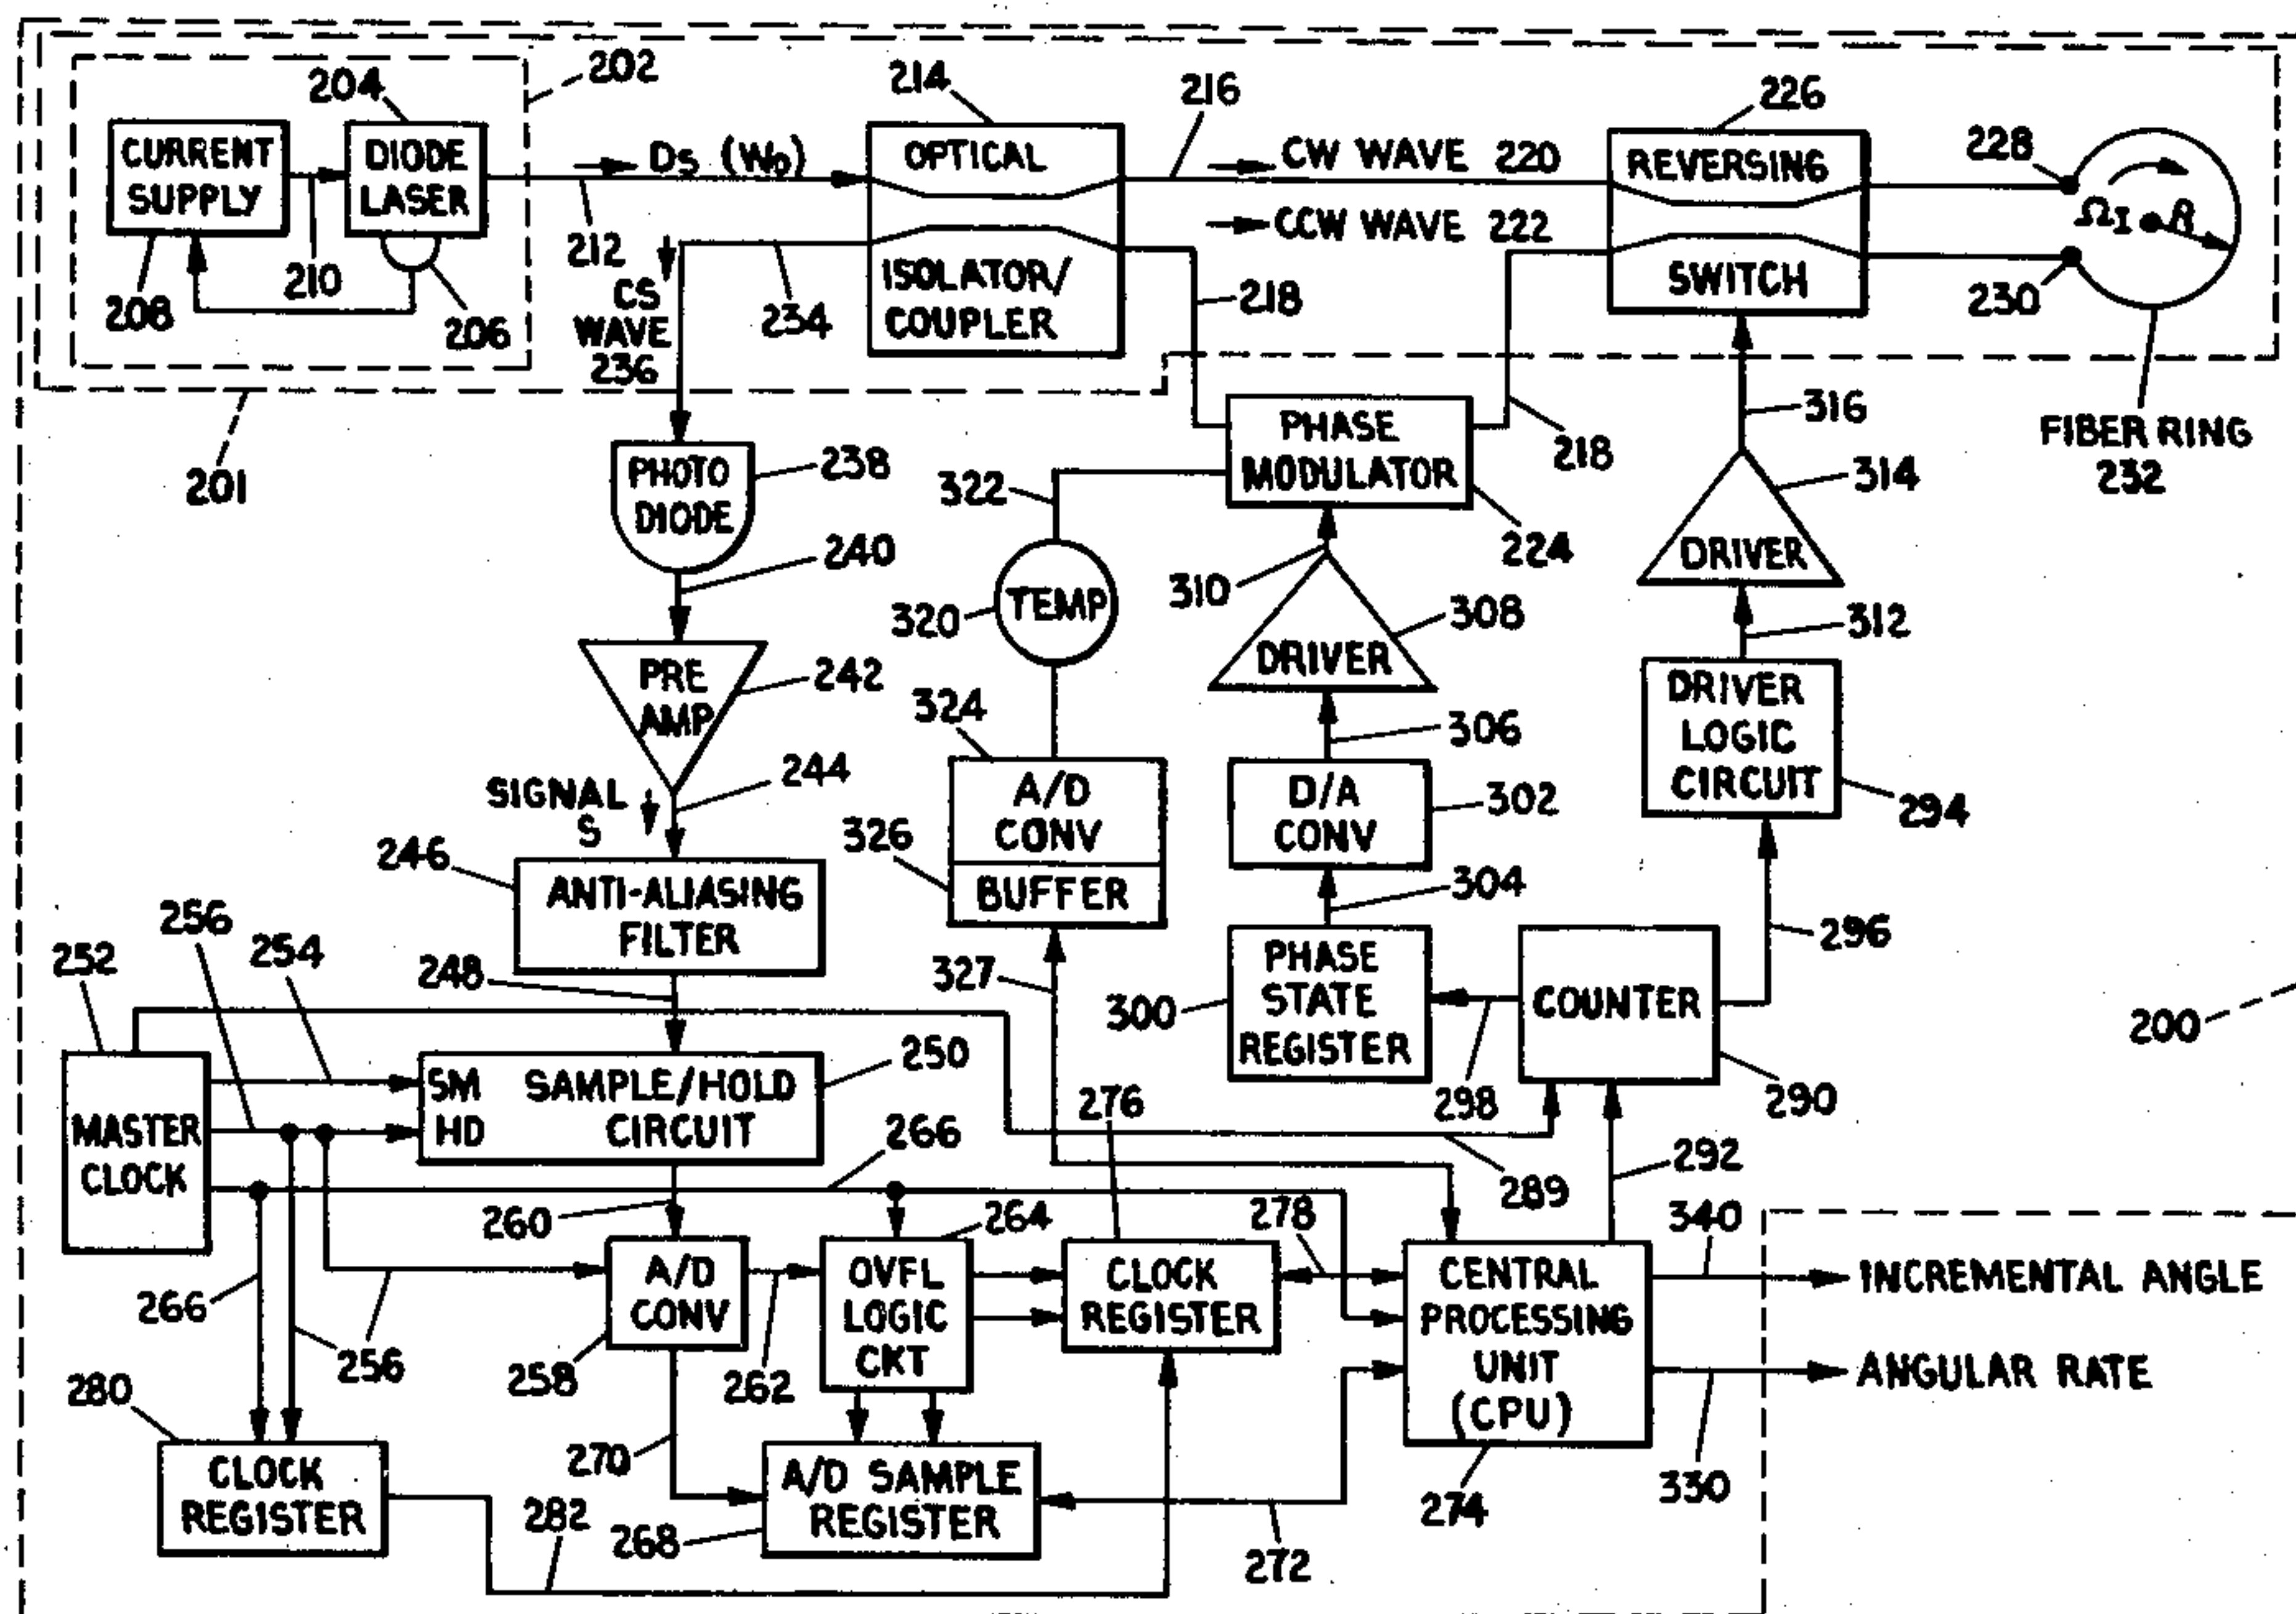 202
204
CURRENT
SUPPLY
DIODE
LASER
208
210
206
Ds (W₀)
212
214
OPTICAL
ISOLATOR/
COUPLER
216
CW WAVE 220
CCW WAVE 222
218
226
REVERSING
SWITCH
228
230
ΩI
R
FIBER RING
232
CS
WAVE
236
234
201
PHOTO
DIODE
238
240
PRE
AMP
242
SIGNAL
S
244
246
ANTI-ALIASING
FILTER
248
PHASE
MODULATOR
218
224
322
320
TEMP
310
DRIVER
308
316
314
DRIVER
312
DRIVER
LOGIC
CIRCUIT
294
324
A/D
CONV
326
BUFFER
306
D/A
CONV
302
304
PHASE
STATE
REGISTER
300
298
COUNTER
290
296
200
327
252
256
254
MASTER
CLOCK
SM
HD
SAMPLE/HOLD
CIRCUIT
250
266
276
289
292
260
264
278
340
A/D
CONV
258
262
OVFL
LOGIC
CKT
CLOCK
REGISTER
CENTRAL
PROCESSING
UNIT
(CPU)
274
INCREMENTAL ANGLE
ANGULAR RATE
330
266
256
280
CLOCK
REGISTER
282
270
A/D SAMPLE
REGISTER
268
272